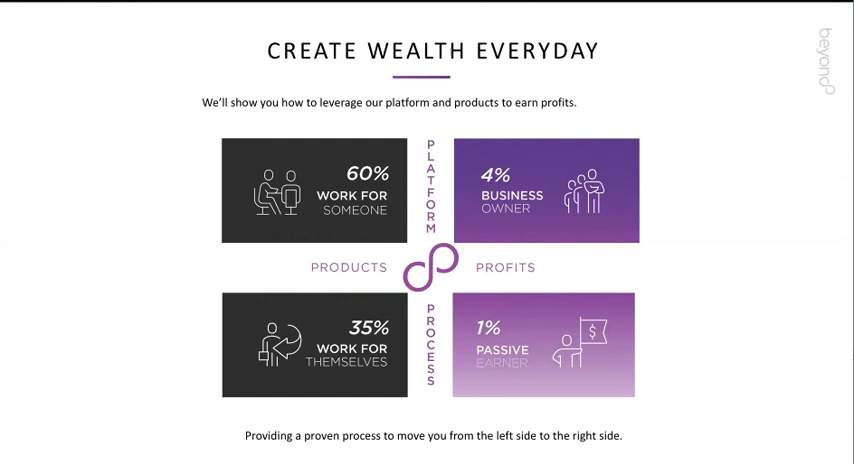 CREATE WEALTH EVERYDAY
beyond
We'll show you how to leverage our platform and products to earn profits.
60%
WORK FOR
SOMEONE
PLATFORM
4%
BUSINESS
OWNER
$
PRODUCTS
PROFITS
35%
WORK FOR
THEMSELVES
PROCESS
1%
PASSIVE
EARNER
Providing a proven process to move you from the left side to the right side.